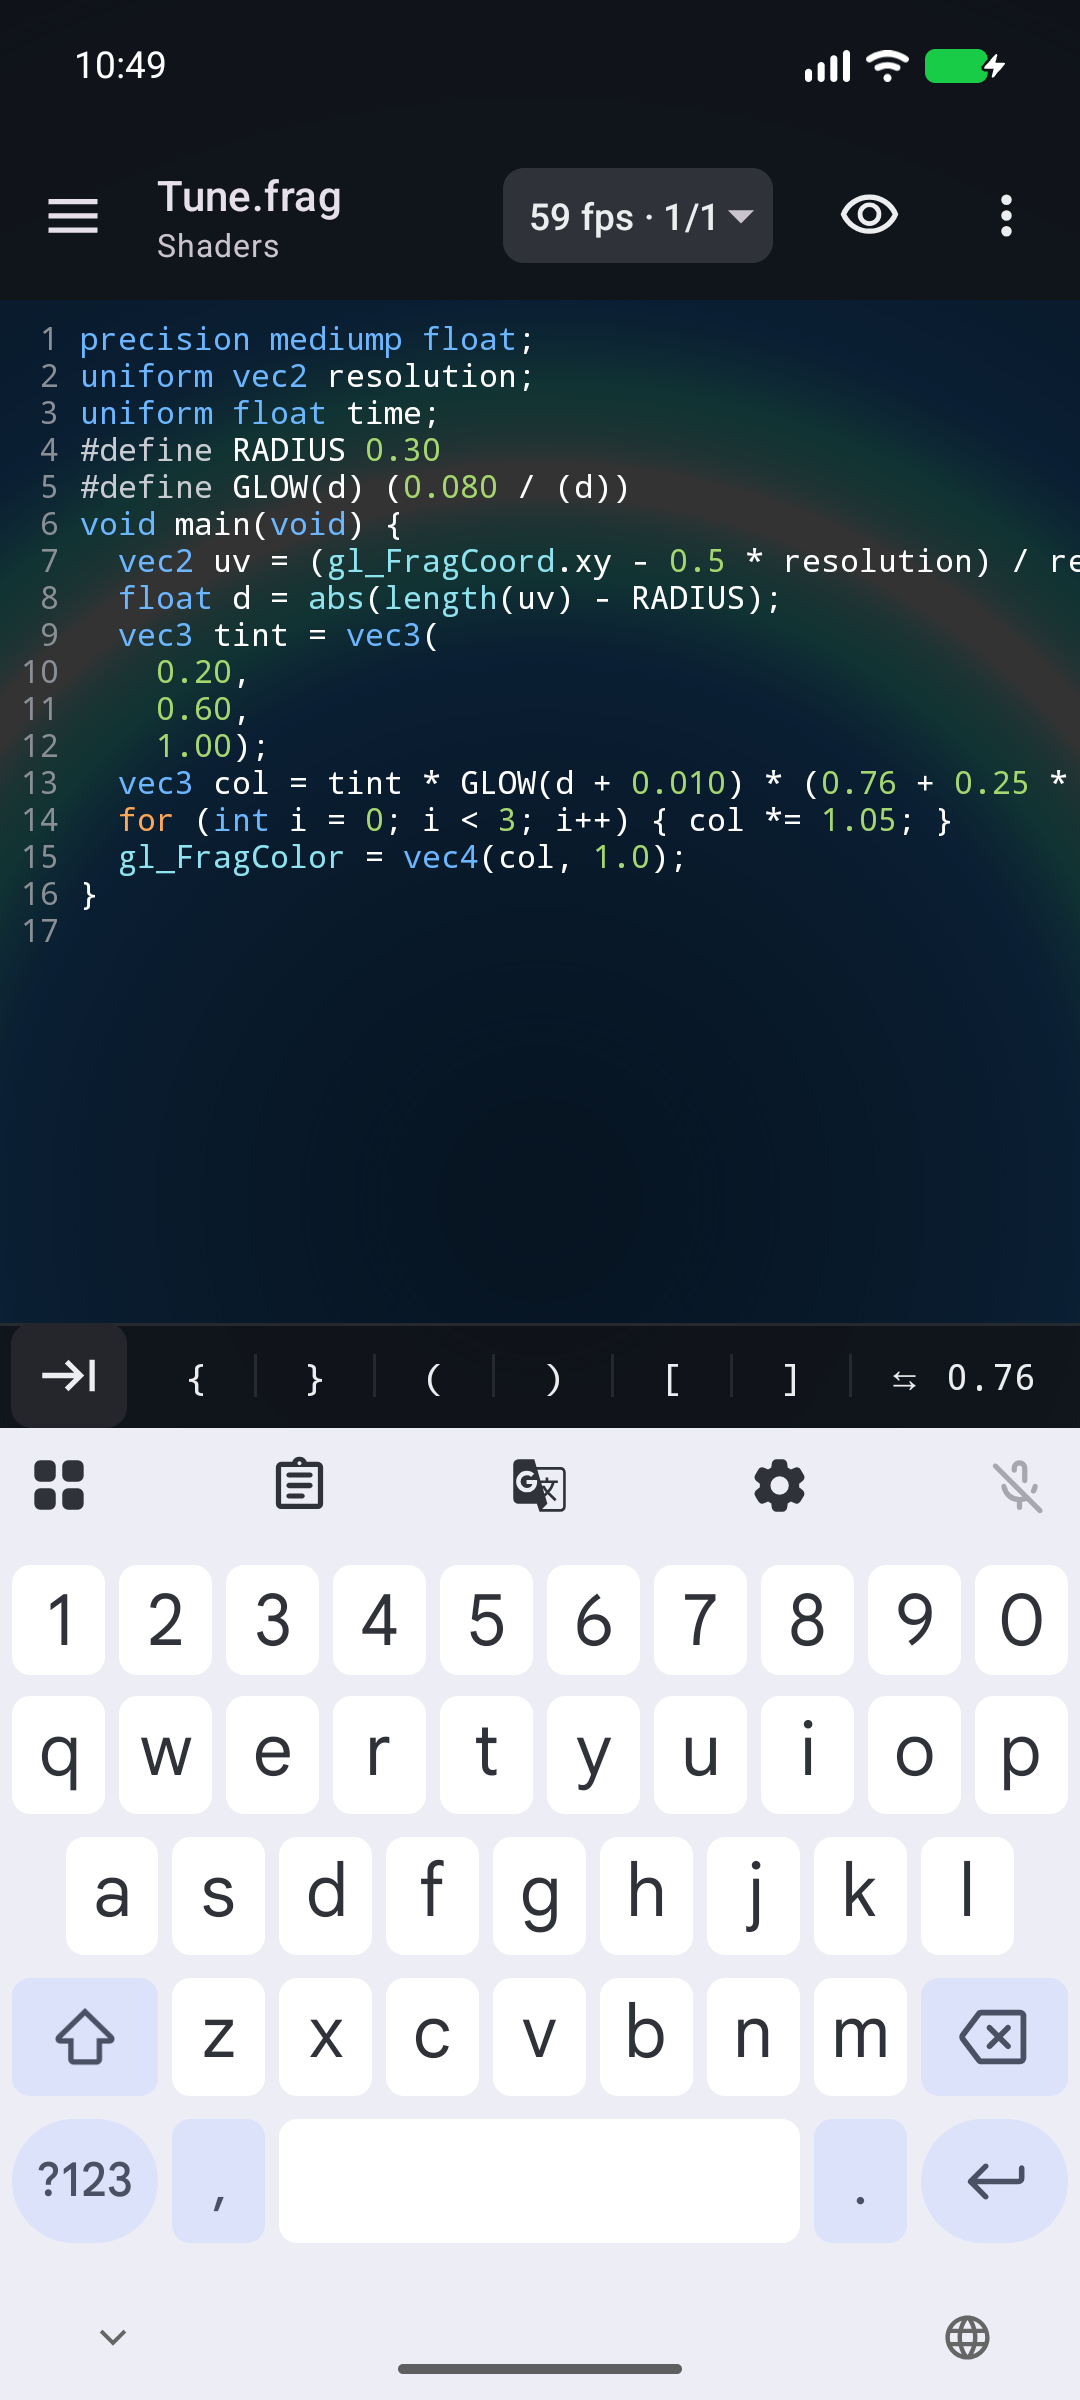 10:49
Tune.frag
Shaders
59 fps · 1/1
1 precision mediump float;
2 uniform vec2 resolution;
3 uniform float time;
4 #define RADIUS 0.30
5 #define GLOW(d) (0.080 / (d))
6 void main(void) {
7 vec2 uv = (gl_FragCoord.xy - 0.5 * resolution) / re
8 float d = abs(length(uv) - RADIUS);
9 vec3 tint = vec3(
10 0.20,
11 0.60,
12 1.00);
13 vec3 col = tint * GLOW(d + 0.010) * (0.76 + 0.25 *
14 for (int i = 0; i < 3; i++) { col *= 1.05; }
15 gl_FragColor = vec4(col, 1.0);
16 }
17
{ } ( ) [ ] ⇆ 0.76
1 2 3 4 5 6 7 8 9 0
q w e r t y u i o p
a s d f g h j k l
z x c v b n m
?123 , .